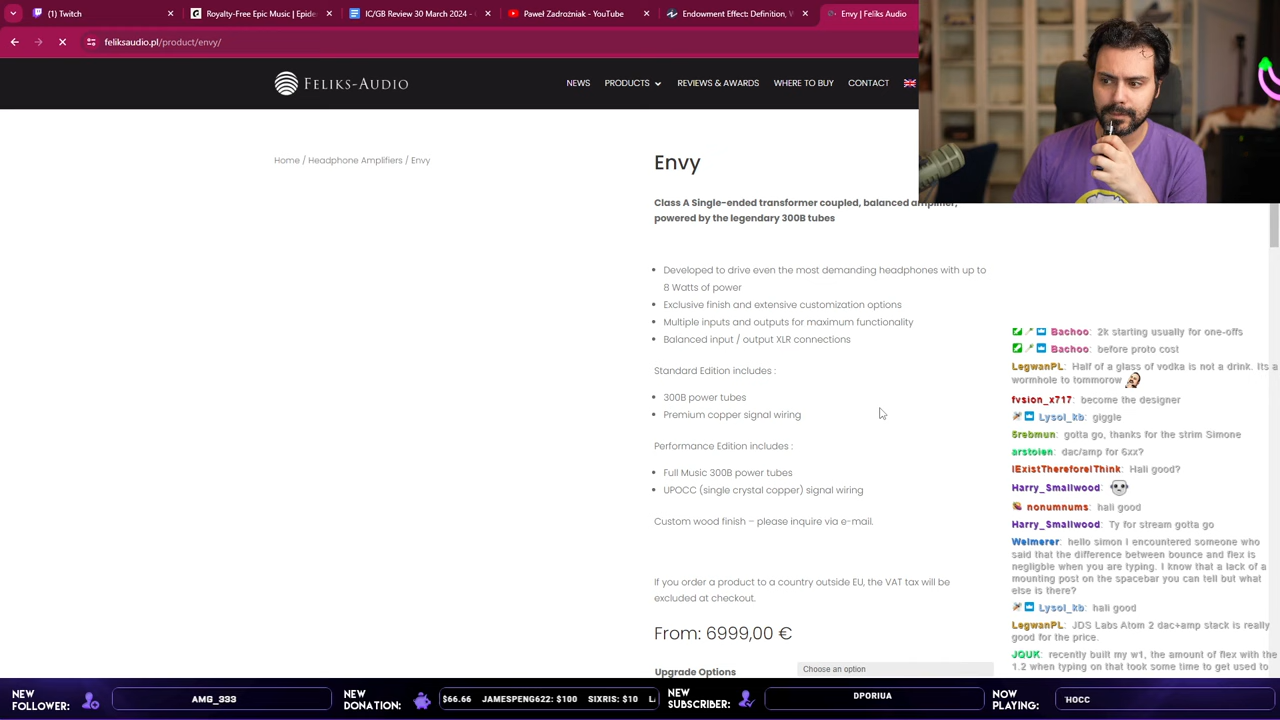 (1) Twitch
Royalty-Free Epic Music | Epide
IC/GB Review 30 March 2024 -
Paweł Zadrożniak - YouTube
Endowment Effect: Definition, W
Envy | Feliks Audio
feliksaudio.pl/product/envy/
FELIKS-AUDIO
NEWS PRODUCTS REVIEWS & AWARDS WHERE TO BUY CONTACT
Home / Headphone Amplifiers / Envy
Envy
Class A Single-ended transformer coupled, balanced amplifier,
powered by the legendary 300B tubes
Developed to drive even the most demanding headphones with up to
8 Watts of power
Exclusive finish and extensive customization options
Multiple inputs and outputs for maximum functionality
Balanced input / output XLR connections
Standard Edition includes :
300B power tubes
Premium copper signal wiring
Performance Edition includes :
Full Music 300B power tubes
UPOCC (single crystal copper) signal wiring
Custom wood finish – please inquire via e-mail.
If you order a product to a country outside EU, the VAT tax will be
excluded at checkout.
From: 6999,00 €
Upgrade Options
Choose an option
Bachoo: 2k starting usually for one-offs
Bachoo: before proto cost
LegwanPL: Half of a glass of vodka is not a drink. Its a
wormhole to tommorow
fvsion_x717: become the designer
Lysol_kb: giggle
6rebmun: gotta go, thanks for the strim Simone
arstoien: dac/amp for 6xx?
IExistThereforeIThink: Hali good?
Harry_Smallwood:
nonumnums: hali good
Harry_Smallwood: Ty for stream gotta go
Welmerer: hello simon I encountered someone who
said that the difference between bounce and flex is
negligble when you are typing. I know that a lack of a
mounting post on the spacebar you can tell but what
else is there?
Lysol_kb: hali good
LegwanPL: JDS Labs Atom 2 dac+amp stack is really
good for the price.
JQUK: recently built my w1, the amount of flex with the
1.2 when typing on that took some time to get used to
NEW
FOLLOWER:
AMG_333
NEW
DONATION:
$66.66 JAMESPENG622: $100 SIXRIS: $10
NEW
SUBSCRIBER:
DPORIUA
NOW
PLAYING:
HOCC